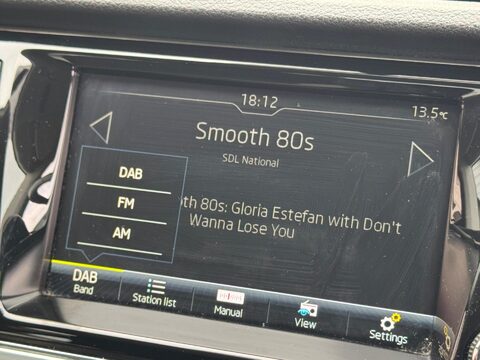 18:12
13.5°C
Smooth 80s
SDL National
DAB
FM
AM
th 80s: Gloria Estefan with Don't
Wanna Lose You
DAB
Band
Station list
Manual
View
Settings